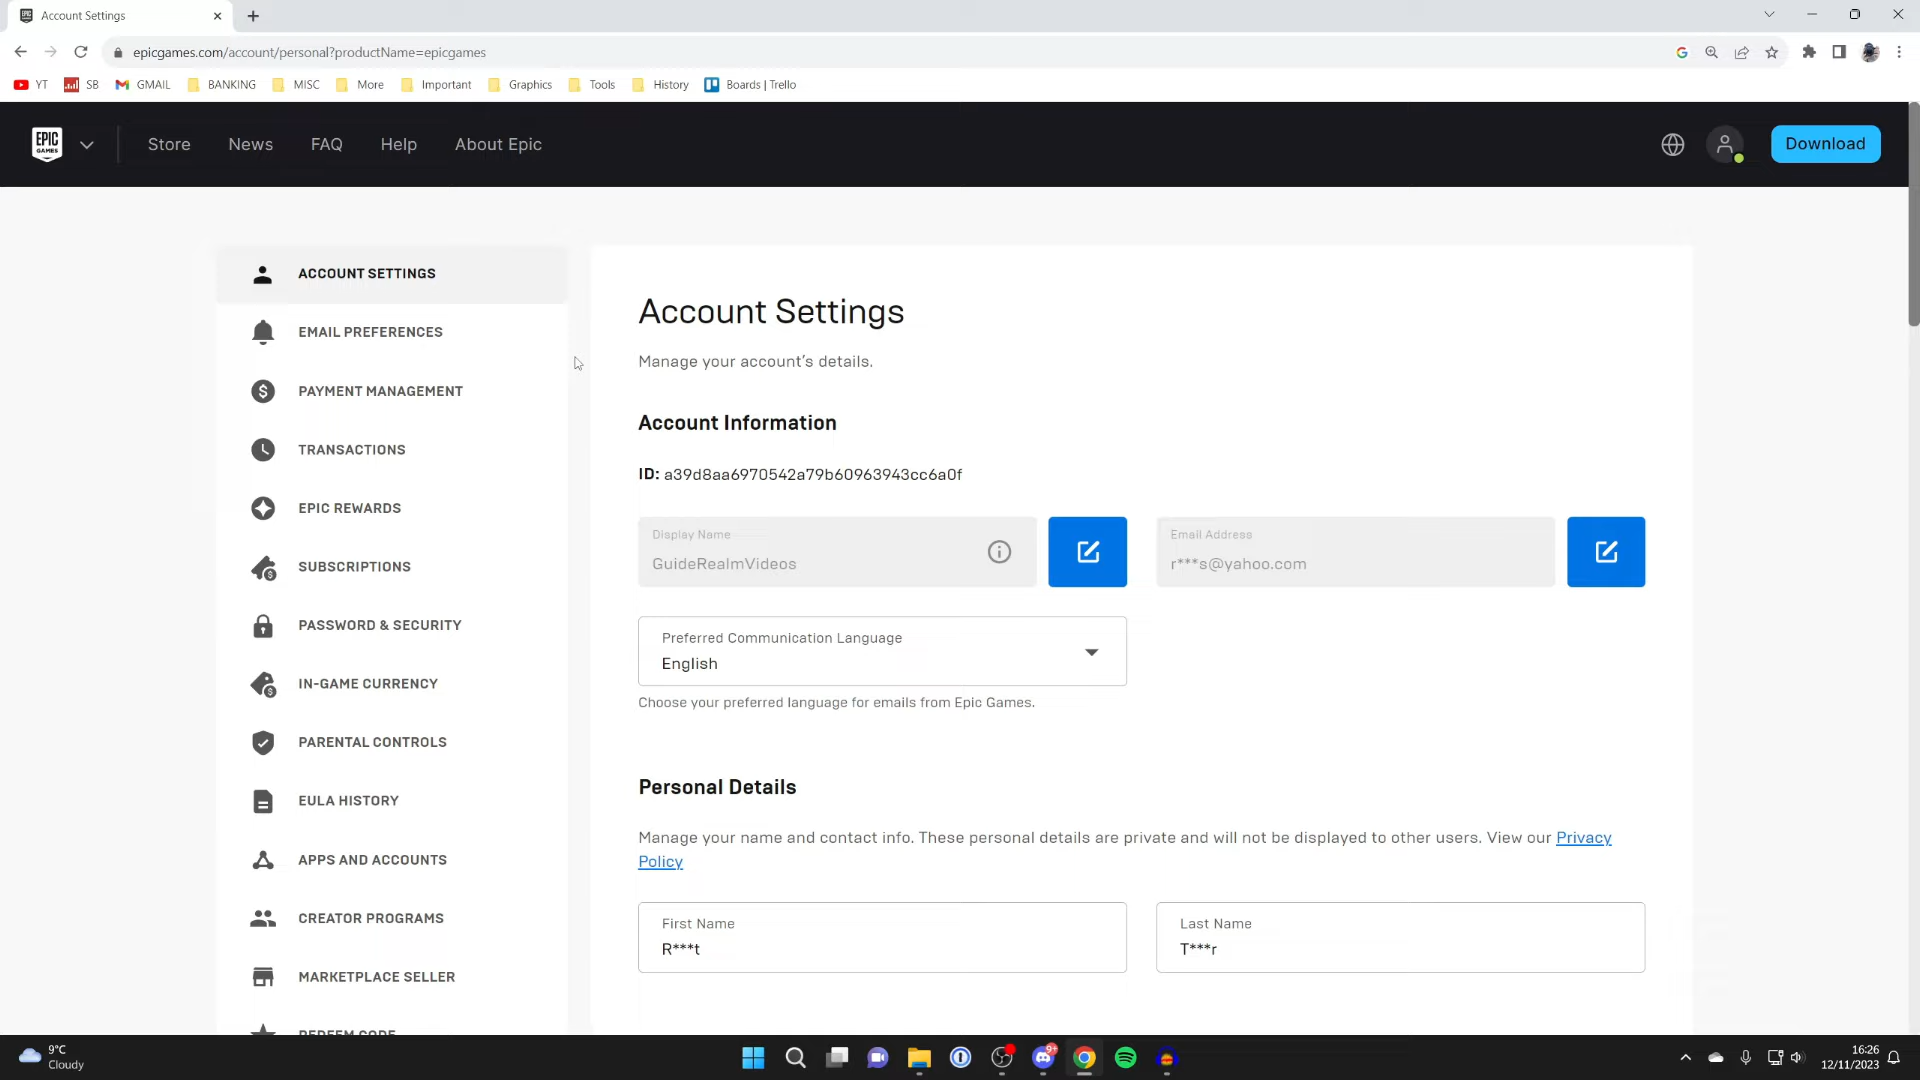 Account Settings
epicgames.com/account/personal?productName=epicgames
YT SB GMAIL BANKING MISC More Important Graphics Tools History Boards | Trello
EPIC GAMES Store News FAQ Help About Epic Download
ACCOUNT SETTINGS
EMAIL PREFERENCES
PAYMENT MANAGEMENT
TRANSACTIONS
EPIC REWARDS
SUBSCRIPTIONS
PASSWORD & SECURITY
IN-GAME CURRENCY
PARENTAL CONTROLS
EULA HISTORY
APPS AND ACCOUNTS
CREATOR PROGRAMS
MARKETPLACE SELLER
REDEEM CODE
Account Settings
Manage your account's details.
Account Information
ID: a39d8aa6970542a79b60963943cc6a0f
Display Name
GuideRealmVideos
Email Address
r***s@yahoo.com
Preferred Communication Language
English
Choose your preferred language for emails from Epic Games.
Personal Details
Manage your name and contact info. These personal details are private and will not be displayed to other users. View our Privacy
Policy
First Name
R***t
Last Name
T***r
9°C
Cloudy
9+
16:26
12/11/2023